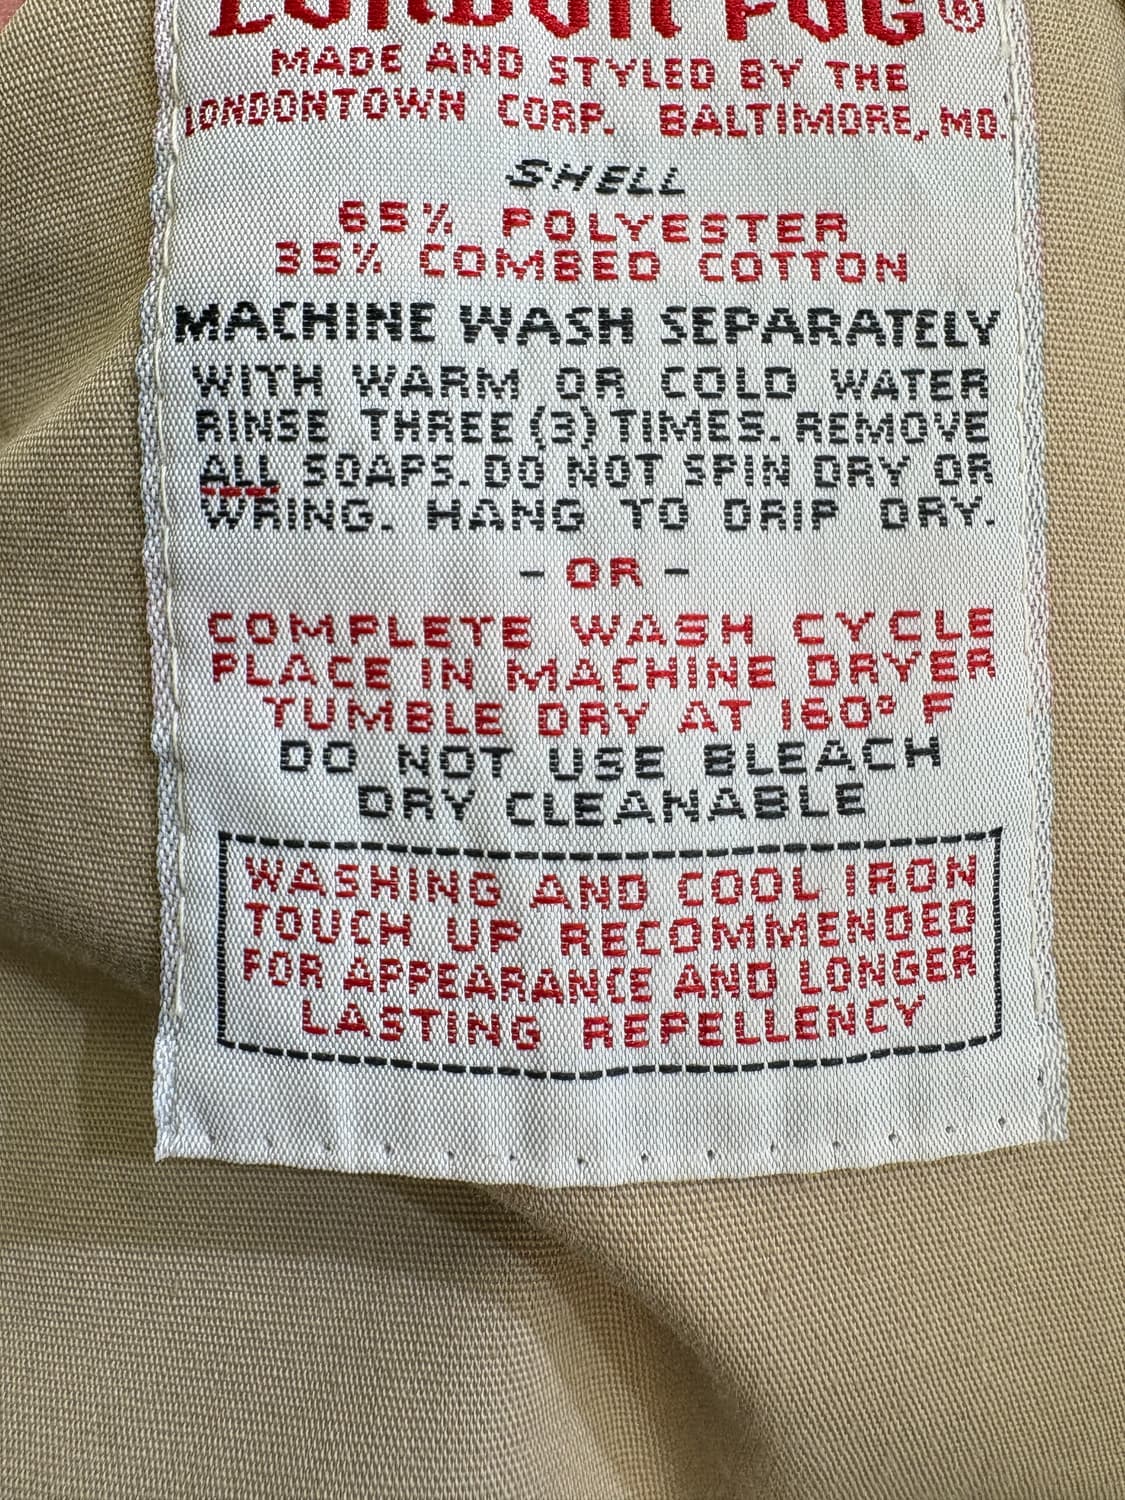 LONDON FOG®
MADE AND STYLED BY THE
LONDONTOWN CORP. BALTIMORE, MD.
SHELL
65% POLYESTER
35% COMBED COTTON
MACHINE WASH SEPARATELY
WITH WARM OR COLD WATER
RINSE THREE (3) TIMES. REMOVE
ALL SOAPS. DO NOT SPIN DRY OR
WRING. HANG TO DRIP DRY.
- OR -
COMPLETE WASH CYCLE
PLACE IN MACHINE DRYER
TUMBLE DRY AT 160° F
DO NOT USE BLEACH
DRY CLEANABLE
WASHING AND COOL IRON
TOUCH UP RECOMMENDED
FOR APPEARANCE AND LONGER
LASTING REPELLENCY